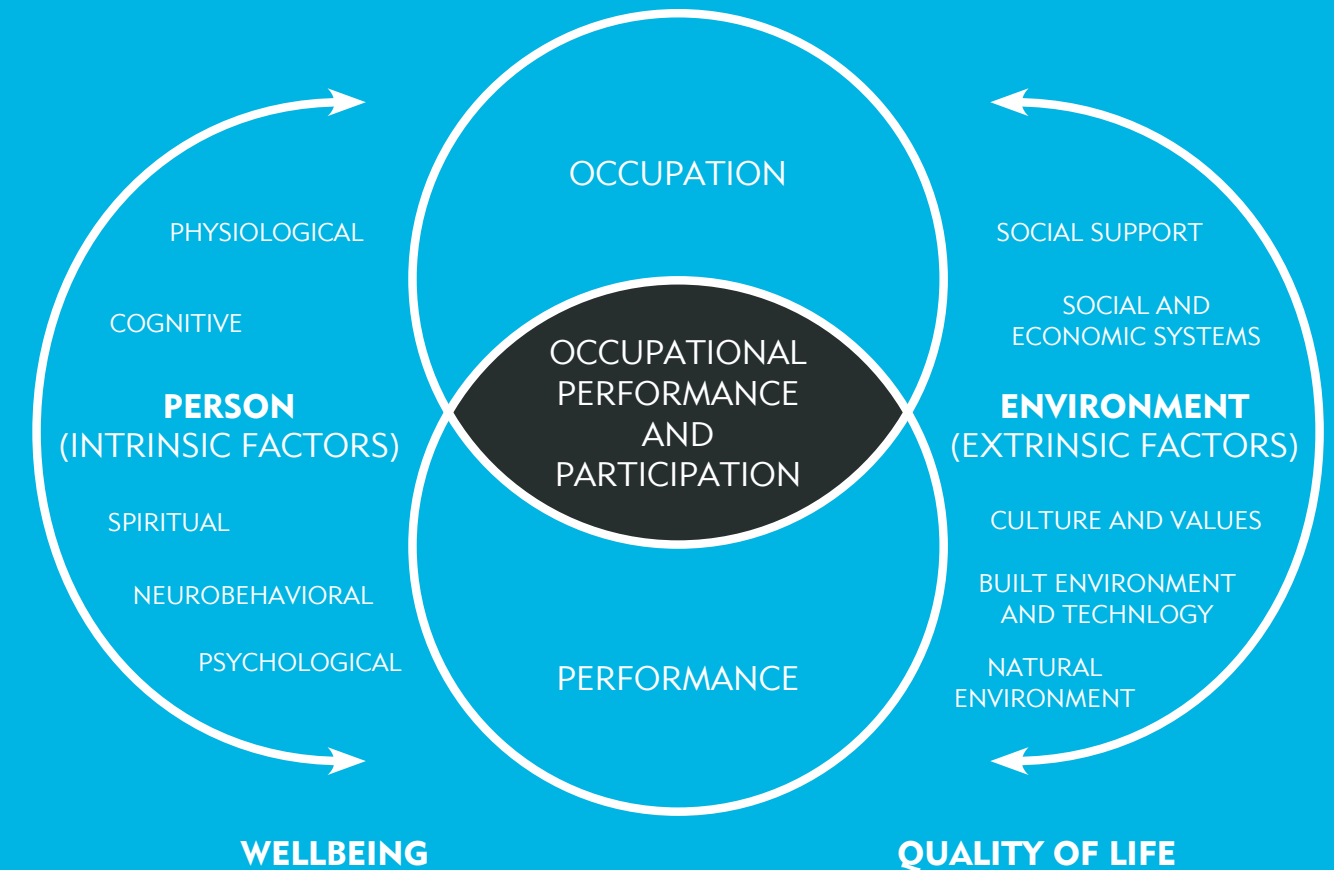 OCCUPATION
PHYSIOLOGICAL
COGNITIVE
PERSON
(INTRINSIC FACTORS)
SPIRITUAL
NEUROBEHAVIORAL
PSYCHOLOGICAL
OCCUPATIONAL
PERFORMANCE
AND
PARTICIPATION
SOCIAL SUPPORT
SOCIAL AND
ECONOMIC SYSTEMS
ENVIRONMENT
(EXTRINSIC FACTORS)
CULTURE AND VALUES
BUILT ENVIRONMENT
AND TECHNLOGY
NATURAL
ENVIRONMENT
PERFORMANCE
WELLBEING
QUALITY OF LIFE